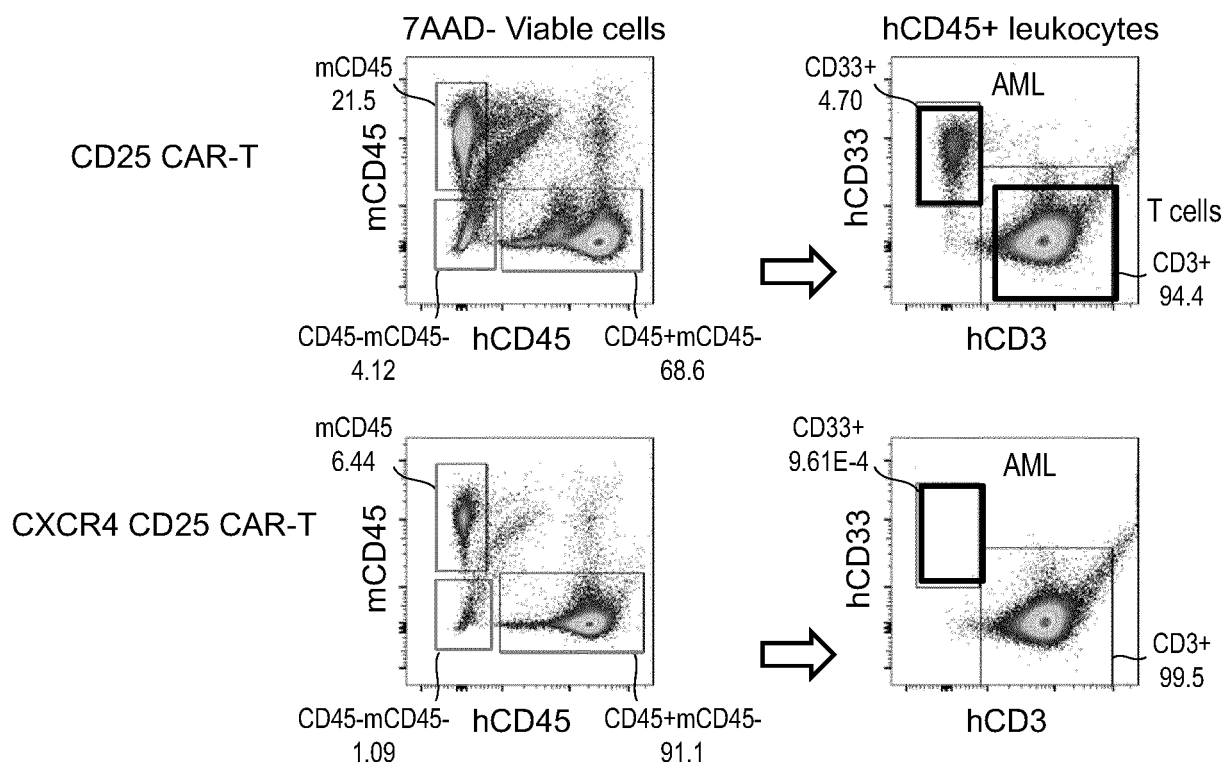 7AAD- Viable cells
hCD45+ leukocytes
CD25 CAR-T
mCD45
21.5
mCD45
CD45-mCD45-
4.12
hCD45
CD45+mCD45-
68.6
CD33+
4.70
AML
hCD33
T cells
CD3+
94.4
hCD3
CXCR4 CD25 CAR-T
mCD45
6.44
mCD45
CD45-mCD45-
1.09
hCD45
CD45+mCD45-
91.1
CD33+
9.61E-4
AML
hCD33
CD3+
99.5
hCD3